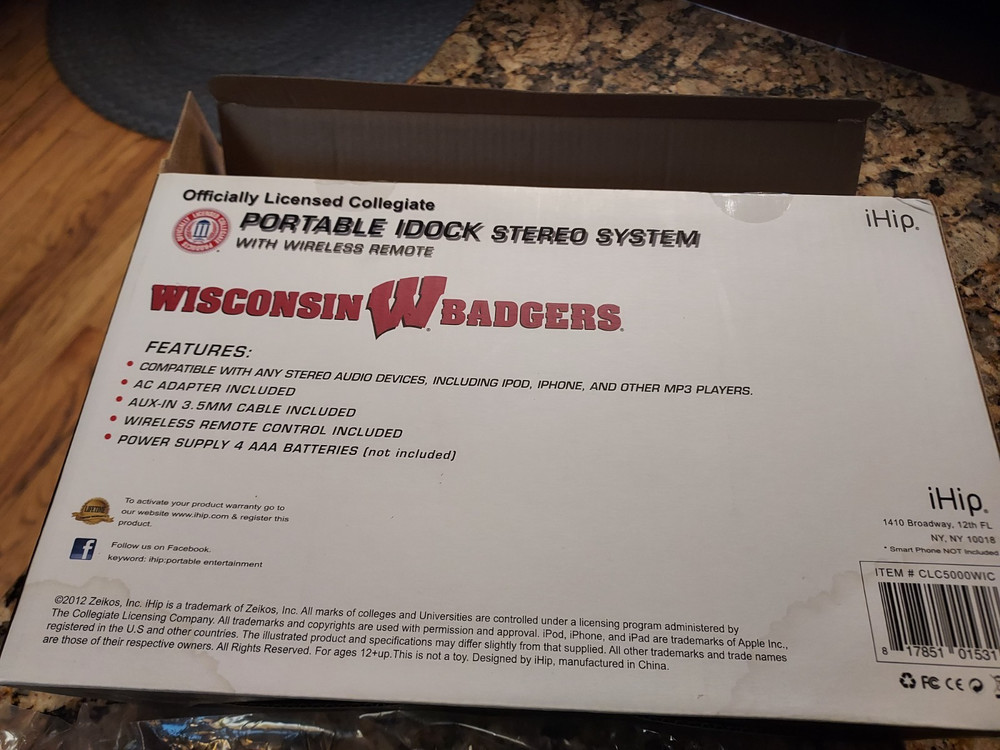 Officially Licensed Collegiate
PORTABLE IDOCK STEREO SYSTEM
WITH WIRELESS REMOTE
iHip.
WISCONSIN W BADGERS
FEATURES:
• COMPATIBLE WITH ANY STEREO AUDIO DEVICES, INCLUDING IPOD, IPHONE, AND OTHER MP3 PLAYERS.
• AC ADAPTER INCLUDED
• AUX-IN 3.5MM CABLE INCLUDED
• WIRELESS REMOTE CONTROL INCLUDED
• POWER SUPPLY 4 AAA BATTERIES (not included)
LIFETIME
To activate your product warranty go to
our website www.ihip.com & register this
product.
f
Follow us on Facebook.
keyword: ihip:portable entertainment
iHip.
1410 Broadway, 12th FL
NY, NY 10018
* Smart Phone NOT Included
ITEM # CLC5000WIC
8 17851 01531
FC CE
©2012 Zeikos, Inc. iHip is a trademark of Zeikos, Inc. All marks of colleges and Universities are controlled under a licensing program administered by
The Collegiate Licensing Company. All trademarks and copyrights are used with permission and approval. iPod, iPhone, and iPad are trademarks of Apple Inc.,
registered in the U.S and other countries. The illustrated product and specifications may differ slightly from that supplied. All other trademarks and trade names
are those of their respective owners. All Rights Reserved. For ages 12+up.This is not a toy. Designed by iHip, manufactured in China.